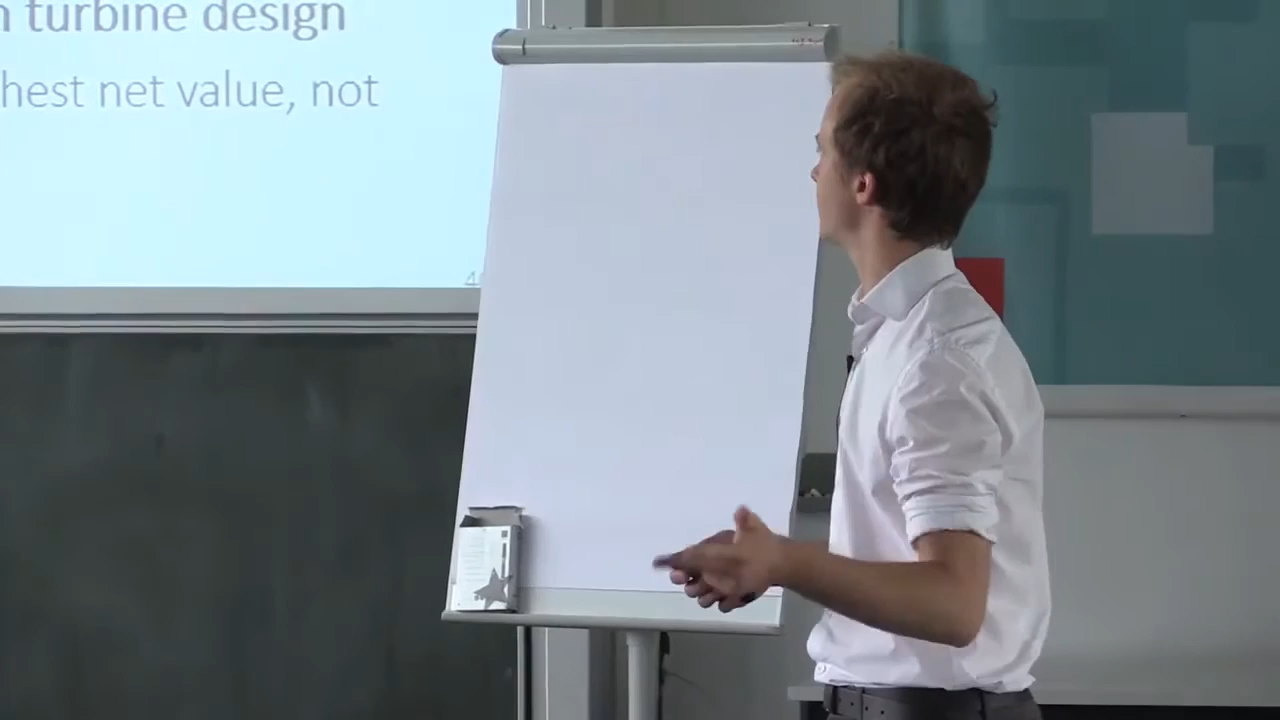 turbine design
hest net value, not